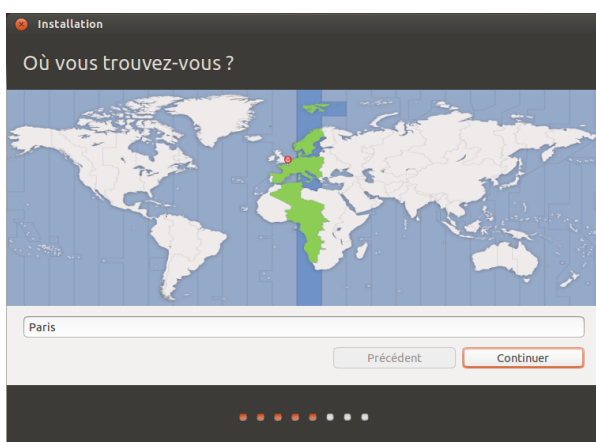 Installation
Où vous trouvez-vous ?
Paris
Précédent
Continuer